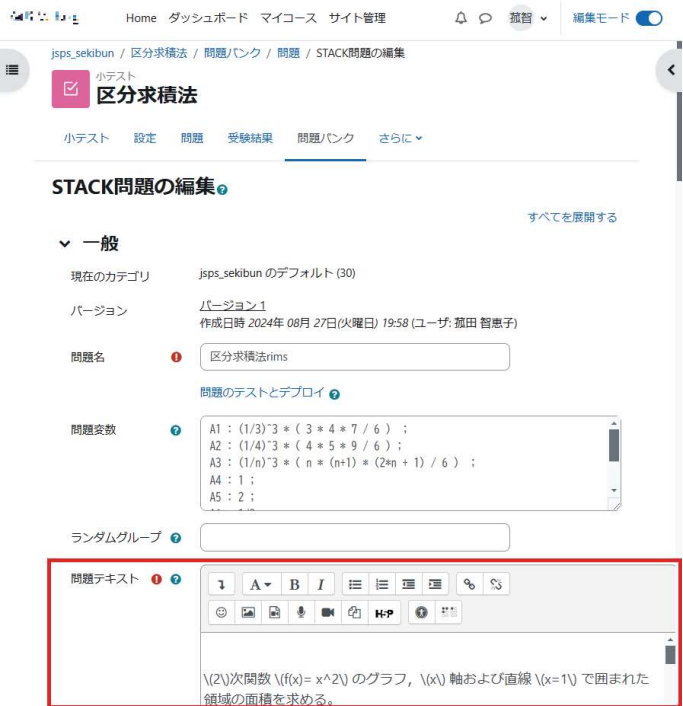 Home ダッシュボード マイコース サイト管理 菰智 編集モード
jsps_sekibun / 区分求積法 / 問題バンク / 問題 / STACK問題の編集
小テスト
区分求積法
小テスト 設定 問題 受験結果 問題バンク さらに
STACK問題の編集
すべてを展開する
一般
現在のカテゴリ jsps_sekibun のデフォルト (30)
バージョン バージョン 1
作成日時 2024年 08月 27日(火曜日) 19:58 (ユーザ: 菰田 智恵子)
問題名 区分求積法rims
問題のテストとデプロイ
問題変数 A1 : (1/3)^3 * ( 3 * 4 * 7 / 6 ) ;
A2 : (1/4)^3 * ( 4 * 5 * 9 / 6 ) ;
A3 : (1/n)^3 * ( n * (n+1) * (2*n + 1) / 6 ) ;
A4 : 1 ;
A5 : 2 ;
ランダムグループ
問題テキスト
A B I
H-P
\(2\)次関数 \(f(x)= x^2\) のグラフ，\(x\) 軸および直線 \(x=1\) で囲まれた
領域の面積を求める。